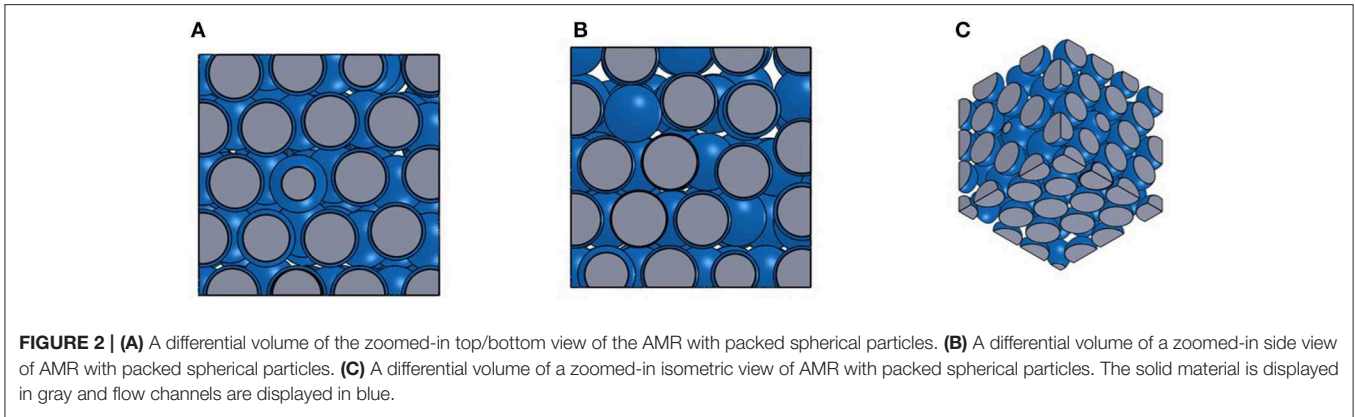 A
B
C
FIGURE 2 | (A) A differential volume of the zoomed-in top/bottom view of the AMR with packed spherical particles. (B) A differential volume of a zoomed-in side view
of AMR with packed spherical particles. (C) A differential volume of a zoomed-in isometric view of AMR with packed spherical particles. The solid material is displayed
in gray and flow channels are displayed in blue.